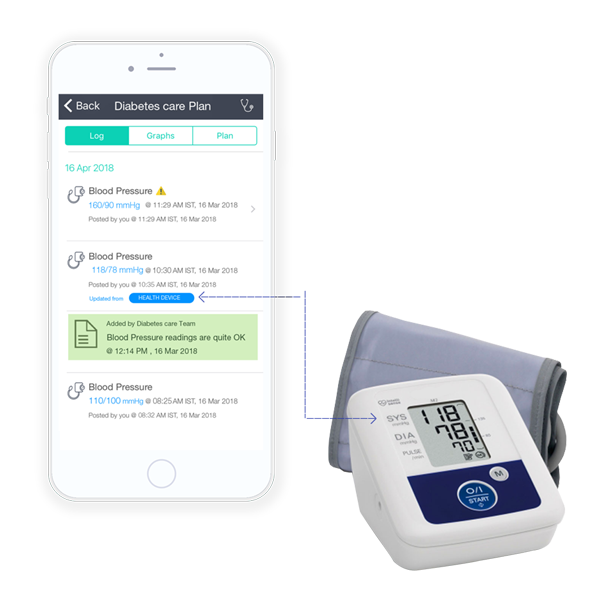 Back Diabetes care Plan
Log Graphs Plan
16 Apr 2018
Blood Pressure
160/90 mmHg @ 11:29 AM IST, 16 Mar 2018
Posted by you @ 11:29 AM IST, 16 Mar 2018
Blood Pressure
118/78 mmHg @ 10:30 AM IST, 16 Mar 2018
Posted by you @ 10:35 AM IST, 16 Mar 2018
Updated from HEALTH DEVICE
Added by Diabetes care Team
Blood Pressure readings are quite OK
@ 12:14 PM , 16 Mar 2018
Blood Pressure
110/100 mmHg @ 08:25 AM IST, 16 Mar 2018
Posted by you @ 08:32 AM IST, 16 Mar 2018
SYS
mmHg
118
DIA
mmHg
78
PULSE
/min
70
M
O/I
START